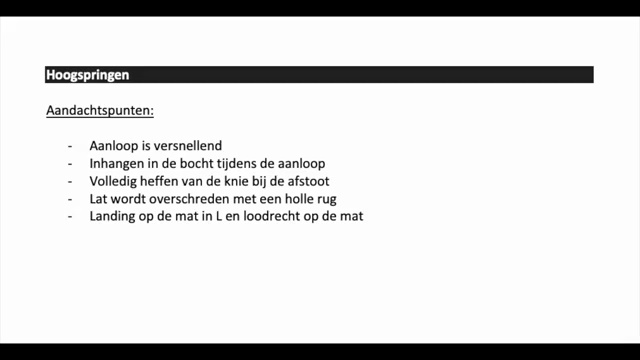 Hoogspringen
Aandachtspunten:
- Aanloop is versnellend
- Inhangen in de bocht tijdens de aanloop
- Volledig heffen van de knie bij de afstoot
- Lat wordt overschreden met een holle rug
- Landing op de mat in L en loodrecht op de mat